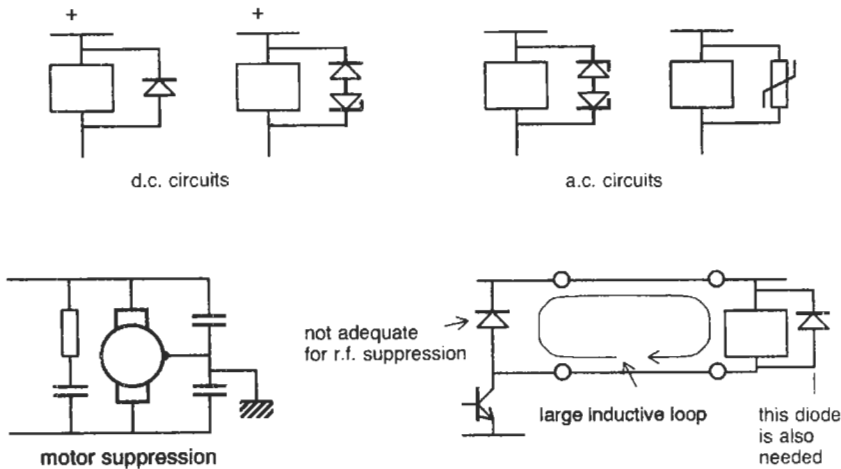 +
+
d.c. circuits
a.c. circuits
not adequate
for r.f. suppression
large inductive loop
this diode
is also
needed
motor suppression